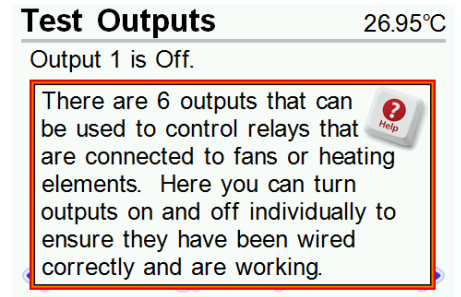 Test Outputs 26.95°C
Output 1 is Off.
There are 6 outputs that can
be used to control relays that
are connected to fans or heating
elements.  Here you can turn
outputs on and off individually to
ensure they have been wired
correctly and are working.
Help